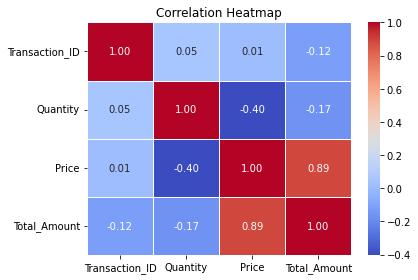 Correlation Heatmap
Transaction_ID 1.00 0.05 0.01 -0.12
Quantity 0.05 1.00 -0.40 -0.17
Price 0.01 -0.40 1.00 0.89
Total_Amount -0.12 -0.17 0.89 1.00
Transaction_ID Quantity Price Total_Amount
1.0
0.8
0.6
0.4
0.2
0.0
−0.2
−0.4